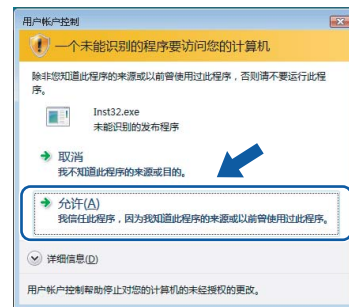 用户帐户控制
一个未能识别的程序要访问您的计算机
除非您知道此程序的来源或以前曾使用过此程序，否则请不要运行此程
序。
Inst32.exe
未能识别的发布程序
取消
我不知道此程序的来源或目的。
允许(A)
我信任此程序，因为我知道此程序的来源或以前曾使用过此程序。
详细信息(D)
用户帐户控制帮助停止对您的计算机的未经授权的更改。